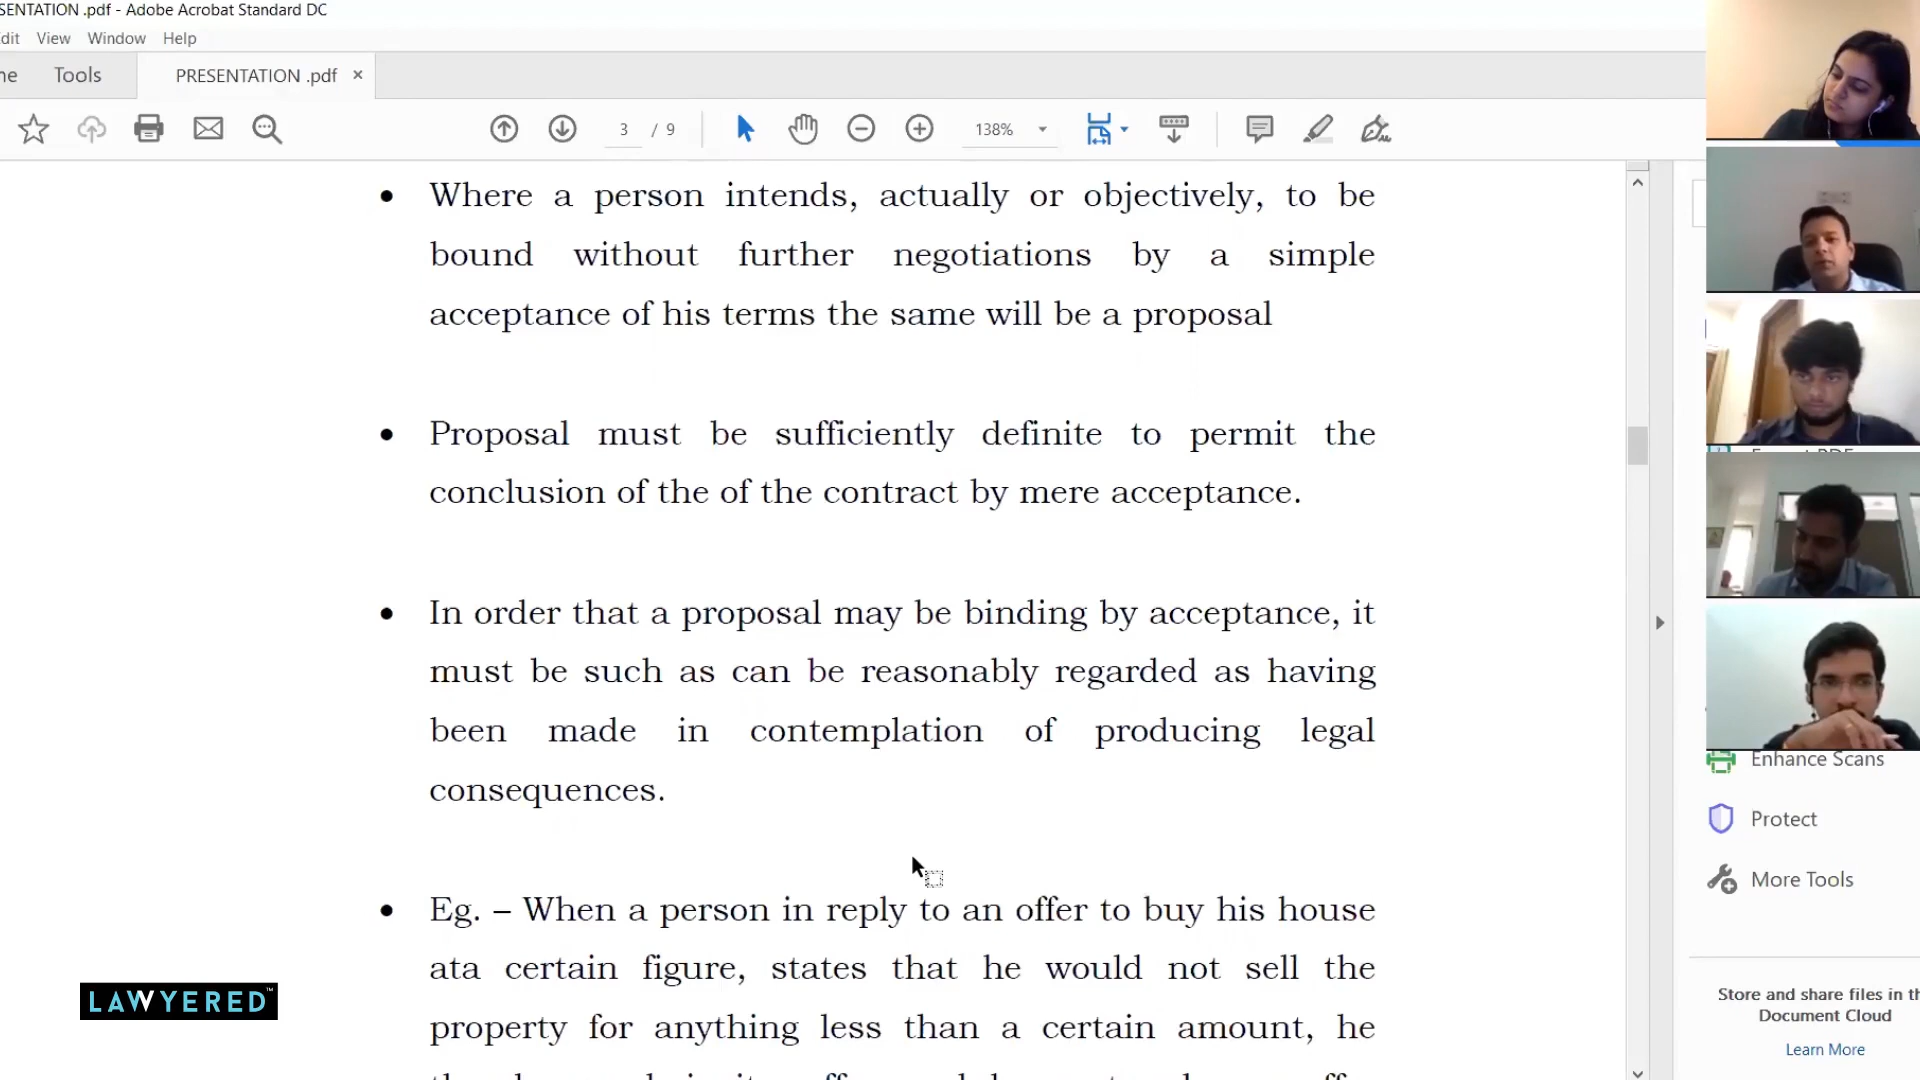 SENTATION .pdf - Adobe Acrobat Standard DC
dit View Window Help
ne Tools PRESENTATION .pdf ×
3 / 9 138%
• Where a person intends, actually or objectively, to be
bound without further negotiations by a simple
acceptance of his terms the same will be a proposal
• Proposal must be sufficiently definite to permit the
conclusion of the of the contract by mere acceptance.
• In order that a proposal may be binding by acceptance, it
must be such as can be reasonably regarded as having
been made in contemplation of producing legal
consequences.
• Eg. – When a person in reply to an offer to buy his house
ata certain figure, states that he would not sell the
property for anything less than a certain amount, he
LAWYERED™
Enhance Scans
Protect
More Tools
Store and share files in th
Document Cloud
Learn More